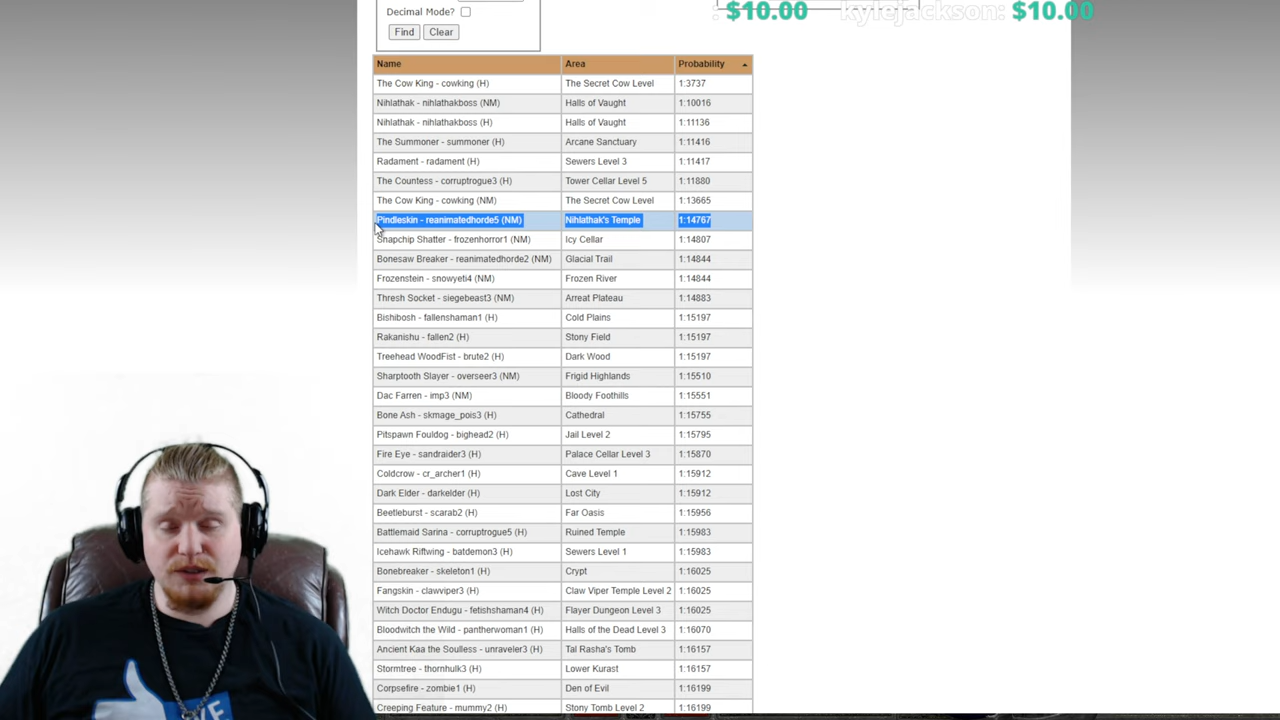 Decimal Mode?
: $10.00 kylejackson: $10.00
Find Clear
Name Area Probability
The Cow King - cowking (H) The Secret Cow Level 1:3737
Nihlathak - nihlathakboss (NM) Halls of Vaught 1:10016
Nihlathak - nihlathakboss (H) Halls of Vaught 1:11136
The Summoner - summoner (H) Arcane Sanctuary 1:11416
Radament - radament (H) Sewers Level 3 1:11417
The Countess - corruptrogue3 (H) Tower Cellar Level 5 1:11880
The Cow King - cowking (NM) The Secret Cow Level 1:13665
Pindleskin - reanimatedhorde5 (NM) Nihlathak's Temple 1:14767
Snapchip Shatter - frozenhorror1 (NM) Icy Cellar 1:14807
Bonesaw Breaker - reanimatedhorde2 (NM) Glacial Trail 1:14844
Frozenstein - snowyeti4 (NM) Frozen River 1:14844
Thresh Socket - siegebeast3 (NM) Arreat Plateau 1:14883
Bishibosh - fallenshaman1 (H) Cold Plains 1:15197
Rakanishu - fallen2 (H) Stony Field 1:15197
Treehead WoodFist - brute2 (H) Dark Wood 1:15197
Sharptooth Slayer - overseer3 (NM) Frigid Highlands 1:15510
Dac Farren - imp3 (NM) Bloody Foothills 1:15551
Bone Ash - skmage_pois3 (H) Cathedral 1:15755
Pitspawn Fouldog - bighead2 (H) Jail Level 2 1:15795
Fire Eye - sandraider3 (H) Palace Cellar Level 3 1:15870
Coldcrow - cr_archer1 (H) Cave Level 1 1:15912
Dark Elder - darkelder (H) Lost City 1:15912
Beetleburst - scarab2 (H) Far Oasis 1:15956
Battlemaid Sarina - corruptrogue5 (H) Ruined Temple 1:15983
Icehawk Riftwing - batdemon3 (H) Sewers Level 1 1:15983
Bonebreaker - skeleton1 (H) Crypt 1:16025
Fangskin - clawviper3 (H) Claw Viper Temple Level 2 1:16025
Witch Doctor Endugu - fetishshaman4 (H) Flayer Dungeon Level 3 1:16025
Bloodwitch the Wild - pantherwoman1 (H) Halls of the Dead Level 3 1:16070
Ancient Kaa the Soulless - unraveler3 (H) Tal Rasha's Tomb 1:16157
Stormtree - thornhulk3 (H) Lower Kurast 1:16157
Corpsefire - zombie1 (H) Den of Evil 1:16199
Creeping Feature - mummy2 (H) Stony Tomb Level 2 1:16199